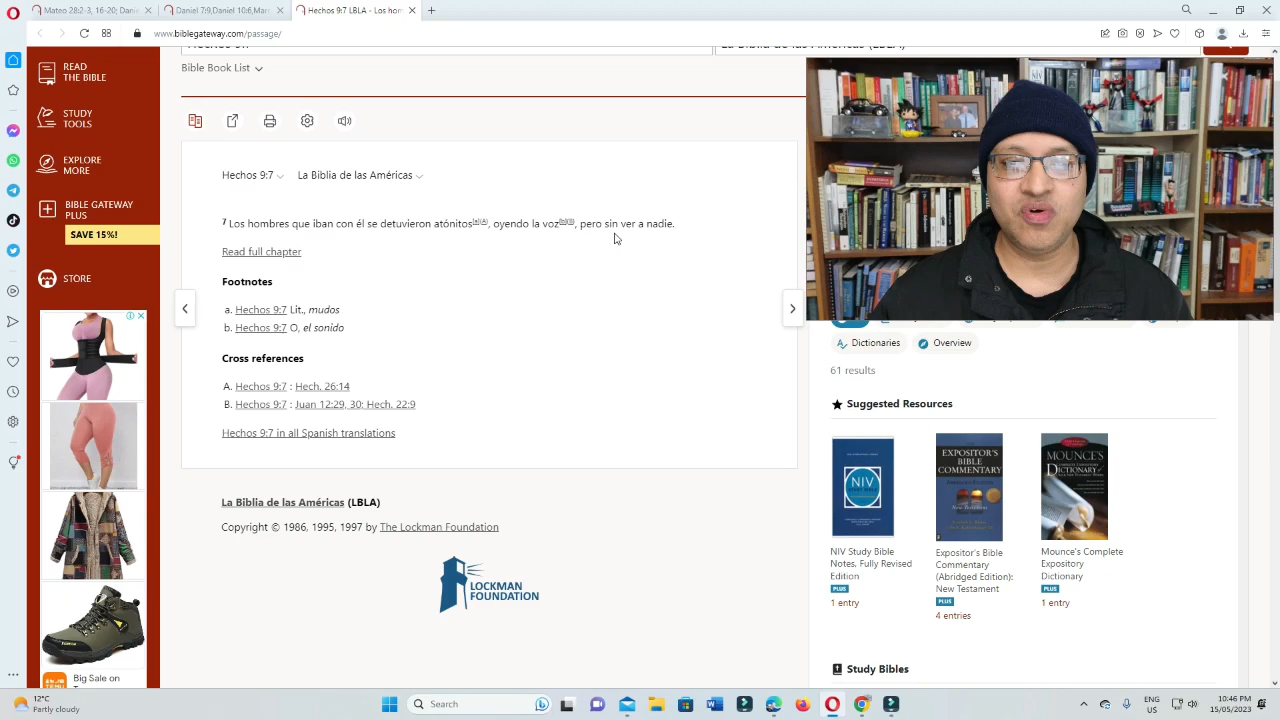 Mateo 28:2-3, 16-20; Danie
Daniel 7:9,Daniel 10:6,Marc
Hechos 9:7 LBLA - Los hom
www.biblegateway.com/passage/
Bible Book List
READ
THE BIBLE
STUDY
TOOLS
EXPLORE
MORE
BIBLE GATEWAY
PLUS
SAVE 15%!
STORE
Big Sale on
Hechos 9:7 La Biblia de las Américas
7 Los hombres que iban con él se detuvieron atónitos[a](A), oyendo la voz[b](B), pero sin ver a nadie.
Read full chapter
Footnotes
a. Hechos 9:7 Lit., mudos
b. Hechos 9:7 O, el sonido
Cross references
A. Hechos 9:7 : Hech. 26:14
B. Hechos 9:7 : Juan 12:29, 30; Hech. 22:9
Hechos 9:7 in all Spanish translations
La Biblia de las Américas (LBLA)
Copyright © 1986, 1995, 1997 by The Lockman Foundation
LOCKMAN
FOUNDATION
Dictionaries
Overview
61 results
Suggested Resources
NIV Study Bible
Notes, Fully Revised
Edition
PLUS
1 entry
EXPOSITOR'S
BIBLE
COMMENTARY
Expositor's Bible
Commentary
(Abridged Edition):
New Testament
PLUS
4 entries
MOUNCE'S
Mounce's Complete
Expository
Dictionary
PLUS
1 entry
Study Bibles
12°C
Partly cloudy
Search
ENG
US
10:46 PM
15/05/2023